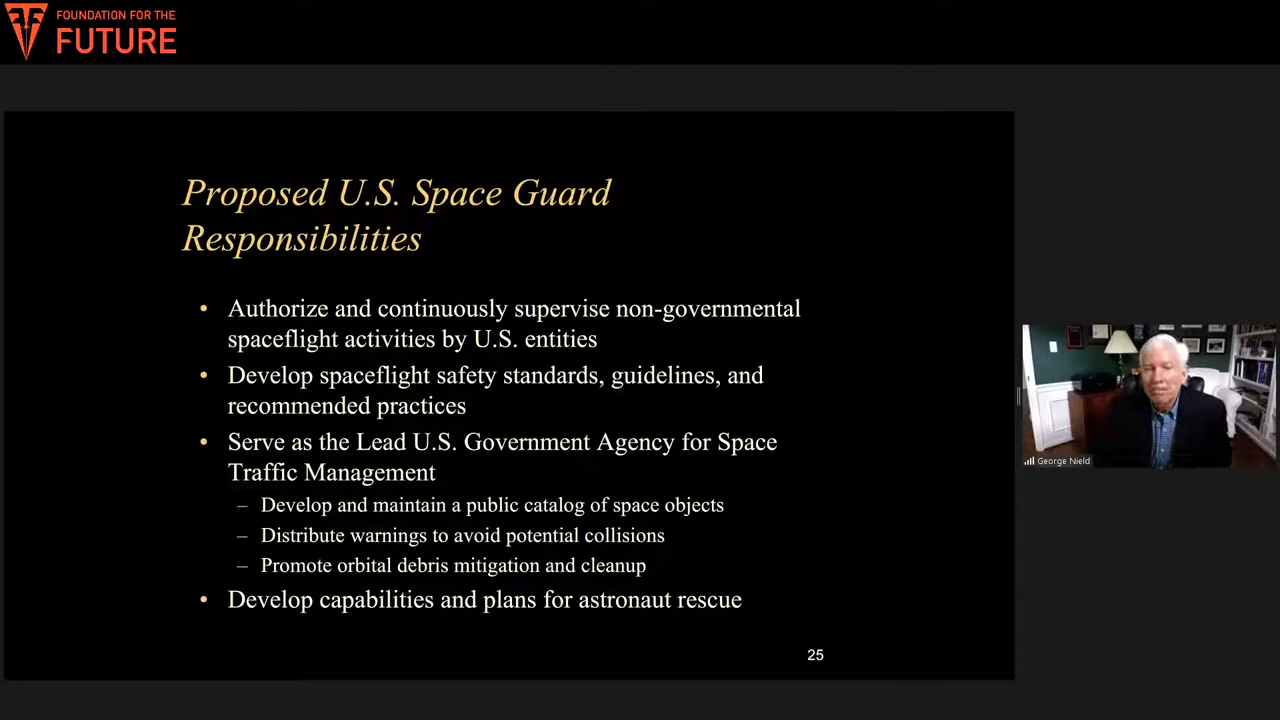 FOUNDATION FOR THE
FUTURE
Proposed U.S. Space Guard
Responsibilities
• Authorize and continuously supervise non-governmental
spaceflight activities by U.S. entities
• Develop spaceflight safety standards, guidelines, and
recommended practices
• Serve as the Lead U.S. Government Agency for Space
Traffic Management
– Develop and maintain a public catalog of space objects
– Distribute warnings to avoid potential collisions
– Promote orbital debris mitigation and cleanup
• Develop capabilities and plans for astronaut rescue
25
George Nield